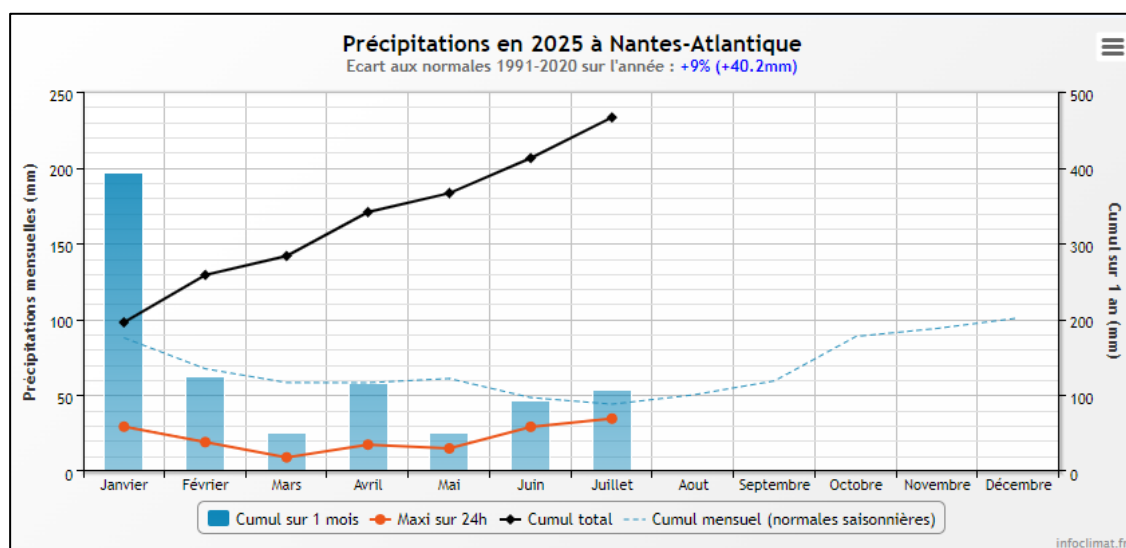 Précipitations en 2025 à Nantes-Atlantique
Ecart aux normales 1991-2020 sur l'année : +9% (+40.2mm)
Précipitations mensuelles (mm)
250
200
150
100
50
0
500
400
300
200
100
0
Cumul sur 1 an (mm)
Janvier Février Mars Avril Mai Juin Juillet Aout Septembre Octobre Novembre Décembre
Cumul sur 1 mois Maxi sur 24h Cumul total Cumul mensuel (normales saisonnières)
infoclimat.fr